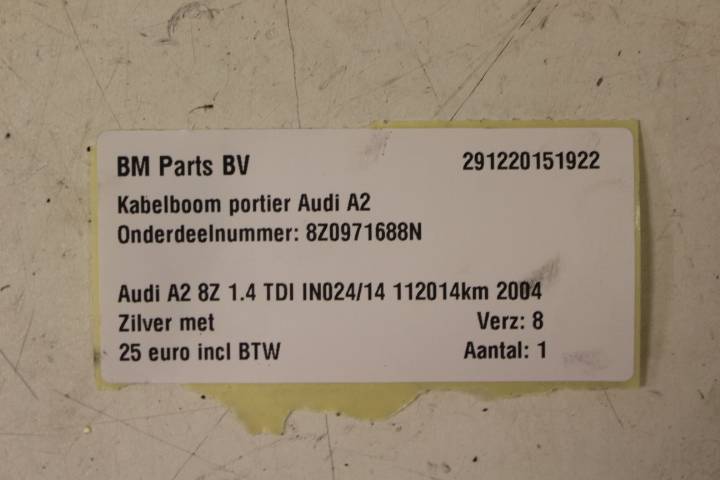 BM Parts BV 291220151922
Kabelboom portier Audi A2
Onderdeelnummer: 8Z0971688N
Audi A2 8Z 1.4 TDI IN024/14 112014km 2004
Zilver met Verz: 8
25 euro incl BTW Aantal: 1